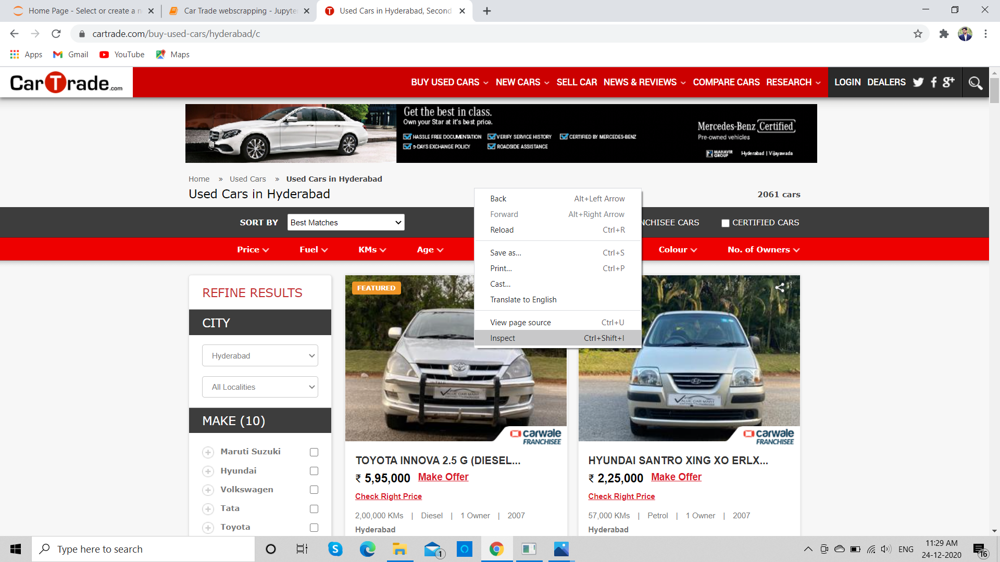 Home Page - Select or create a n
Car Trade webscrapping - Jupyte
Used Cars in Hyderabad, Second
cartrade.com/buy-used-cars/hyderabad/c
Apps
Gmail
YouTube
Maps
CarTrade.com
BUY USED CARS
NEW CARS
SELL CAR
NEWS & REVIEWS
COMPARE CARS
RESEARCH
LOGIN
DEALERS
Get the best in class.
Own your Star at it's best price.
HASSLE FREE DOCUMENTATION
VERIFY SERVICE HISTORY
CERTIFIED BY MERCEDES-BENZ
5-DAYS EXCHANGE POLICY
ROADSIDE ASSISTANCE
Mercedes-Benz Certified
Pre-owned vehicles
MAHAVIR GROUP
Hyderabad | Vijayawada
Home » Used Cars » Used Cars in Hyderabad
Used Cars in Hyderabad
2061 cars
SORT BY
Best Matches
NCHISEE CARS
CERTIFIED CARS
Price
Fuel
KMs
Age
Colour
No. of Owners
Back Alt+Left Arrow
Forward Alt+Right Arrow
Reload Ctrl+R
Save as... Ctrl+S
Print... Ctrl+P
Cast...
Translate to English
View page source Ctrl+U
Inspect Ctrl+Shift+I
REFINE RESULTS
CITY
Hyderabad
All Localities
MAKE (10)
Maruti Suzuki
Hyundai
Volkswagen
Tata
Toyota
FEATURED
VALUE CAR MART
carwale
FRANCHISEE
TOYOTA INNOVA 2.5 G (DIESEL...
₹ 5,95,000 Make Offer
Check Right Price
2,00,000 KMs | Diesel | 1 Owner | 2007
Hyderabad
VALUE CAR MART
carwale
FRANCHISEE
HYUNDAI SANTRO XING XO ERLX...
₹ 2,25,000 Make Offer
Check Right Price
57,000 KMs | Petrol | 1 Owner | 2007
Hyderabad
Type here to search
1
ENG
11:29 AM
24-12-2020
16